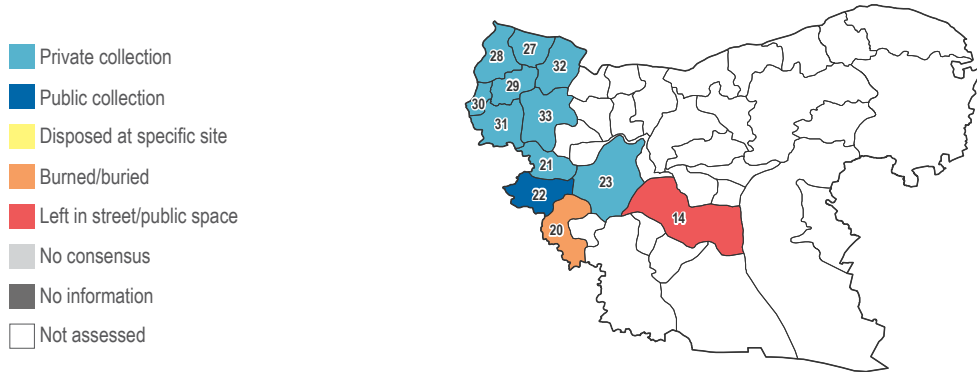 Private collection
Public collection
Disposed at specific site
Burned/buried
Left in street/public space
No consensus
No information
Not assessed
27
28
32
29
30
33
31
21
23
22
14
20